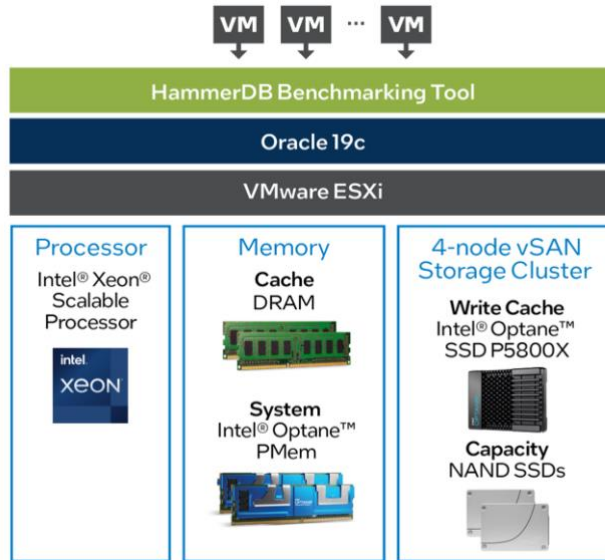 VM VM ... VM
HammerDB Benchmarking Tool
Oracle 19c
VMware ESXi
Processor
Intel® Xeon®
Scalable
Processor
intel.
xeon®
Memory
Cache
DRAM
System
Intel® Optane™
PMem
4-node vSAN
Storage Cluster
Write Cache
Intel® Optane™
SSD P5800X
Capacity
NAND SSDs